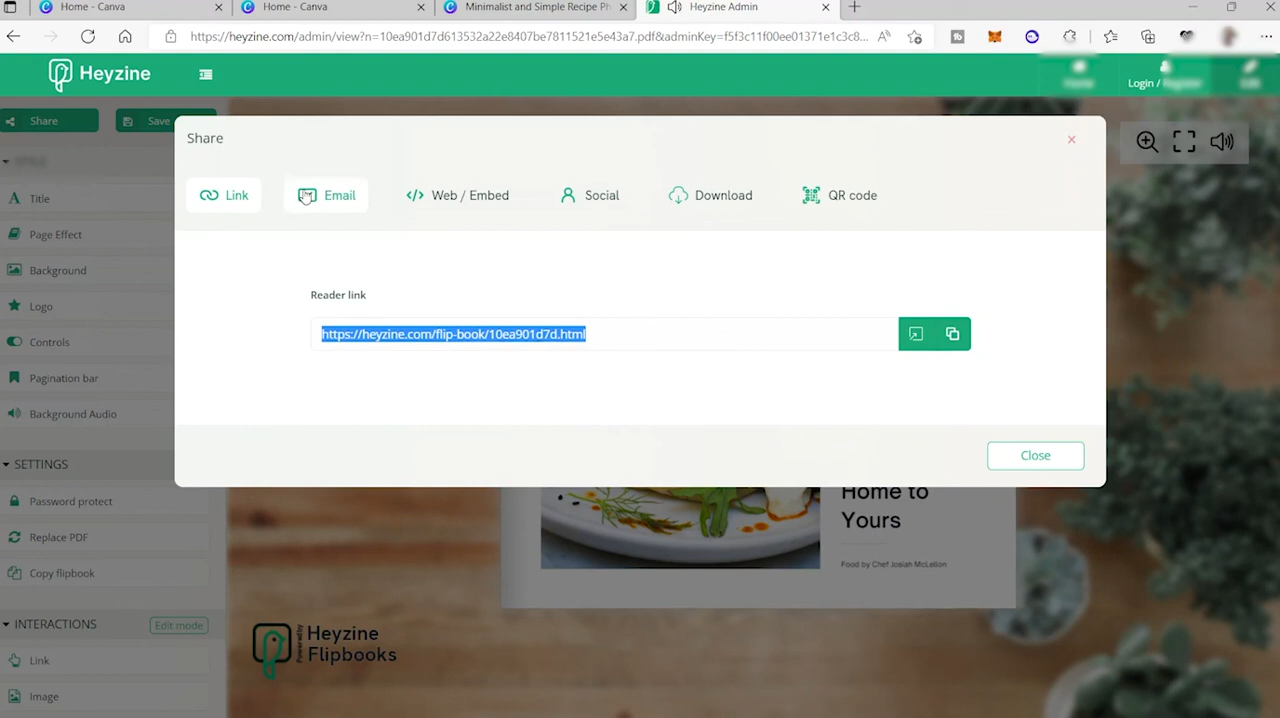 Home - Canva
Home - Canva
Minimalist and Simple Recipe Ph
Heyzine Admin
https://heyzine.com/admin/view?n=10ea901d7d613532a22e8407be7811521e5e43a7.pdf&adminKey=f5f3c11f00ee01371e1c3c8...
Heyzine
Login / Register
Share
Save
Share
Link
Email
Web / Embed
Social
Download
QR code
Title
Page Effect
Background
Logo
Controls
Pagination bar
Background Audio
Reader link
https://heyzine.com/flip-book/10ea901d7d.html
Close
SETTINGS
Password protect
Replace PDF
Copy flipbook
INTERACTIONS
Edit mode
Link
Image
Home to
Yours
Food by Chef Josiah McLellon
Powered by
Heyzine
Flipbooks